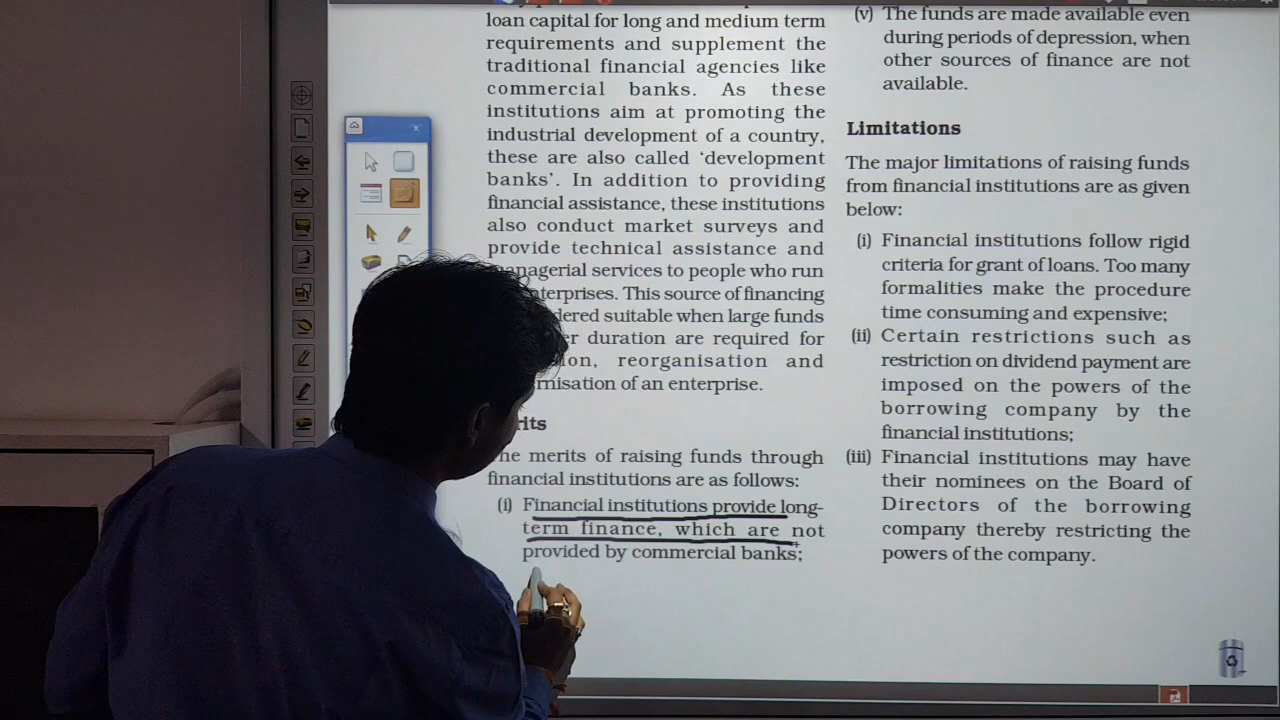 loan capital for long and medium term
requirements and supplement the
traditional financial agencies like
commercial banks. As these
institutions aim at promoting the
industrial development of a country,
these are also called ‘development
banks’. In addition to providing
financial assistance, these institutions
also conduct market surveys and
provide technical assistance and
services to people who run
This source of financing
suitable when large funds
duration are required for
reorganisation and
of an enterprise.
The merits of raising funds through
financial institutions are as follows:
(i) Financial institutions provide long-
term finance, which are not
provided by commercial banks;
(v) The funds are made available even
during periods of depression, when
other sources of finance are not
available.
Limitations
The major limitations of raising funds
from financial institutions are as given
below:
(i) Financial institutions follow rigid
criteria for grant of loans. Too many
formalities make the procedure
time consuming and expensive;
(ii) Certain restrictions such as
restriction on dividend payment are
imposed on the powers of the
borrowing company by the
financial institutions;
(iii) Financial institutions may have
their nominees on the Board of
Directors of the borrowing
company thereby restricting the
powers of the company.